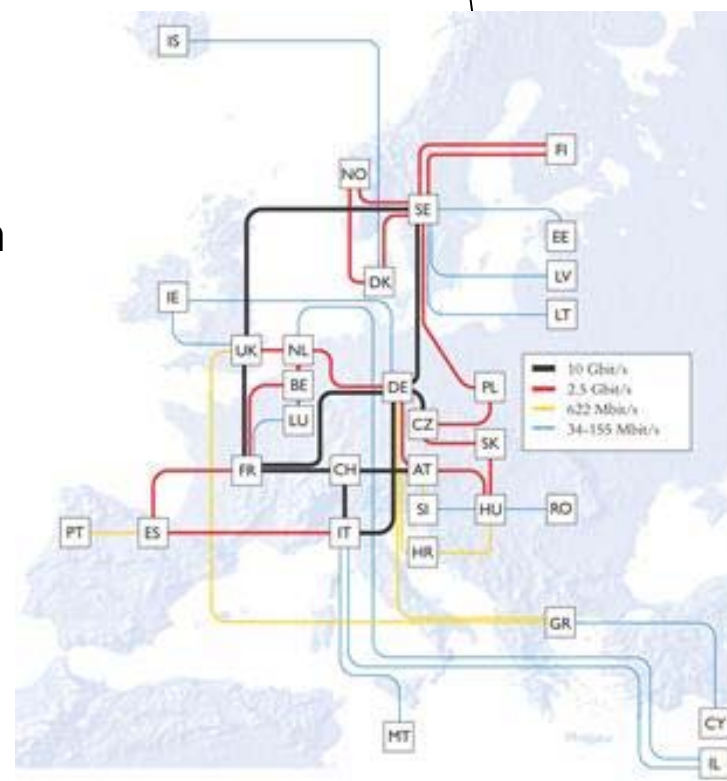 IS
FI
NO
SE
EE
DK
LV
IE
LT
UK
NL
10 Gbit/s
2.5 Gbit/s
622 Mbit/s
34-155 Mbit/s
BE
DE
PL
LU
CZ
SK
FR
CH
AT
SI
HU
RO
PT
ES
IT
HR
GR
MT
CY
IL